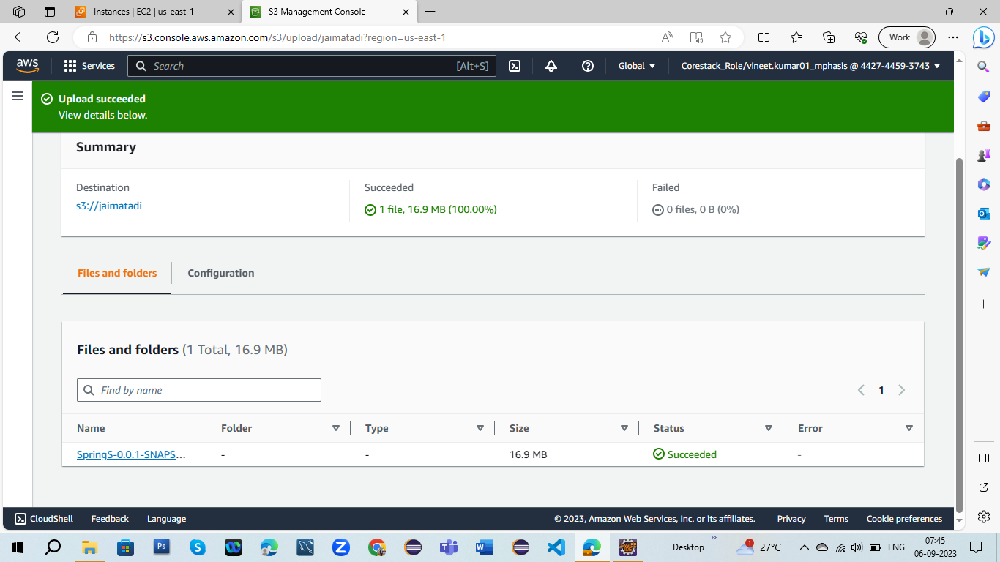 Instances | EC2 | us-east-1
S3 Management Console
https://s3.console.aws.amazon.com/s3/upload/jaimatadi?region=us-east-1
Work
aws
Services
Search
[Alt+S]
Global
Corestack_Role/vineet.kumar01_mphasis @ 4427-4459-3743
Upload succeeded
View details below.
Summary
Destination
s3://jaimatadi
Succeeded
1 file, 16.9 MB (100.00%)
Failed
0 files, 0 B (0%)
Files and folders
Configuration
Files and folders (1 Total, 16.9 MB)
Find by name
1
Name Folder Type Size Status Error
SpringS-0.0.1-SNAPS... - - 16.9 MB Succeeded -
CloudShell Feedback Language © 2023, Amazon Web Services, Inc. or its affiliates. Privacy Terms Cookie preferences
Ps
Desktop
1
27°C
ENG
07:45
06-09-2023